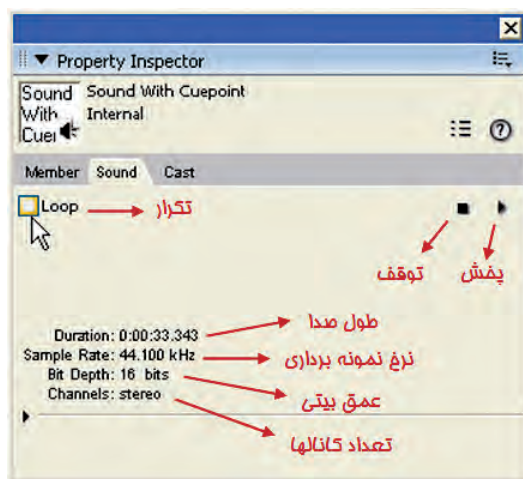 Property Inspector
Sound With Cuepoint
Internal
Sound
With
Cue
Member Sound Cast
Loop
تکرار
توقف
پخش
طول صدا
Duration: 0:00:33.343
Sample Rate: 44.100 kHz
نرخ نمونه برداری
Bit Depth: 16 bits
عمق بیتی
Channels: stereo
تعداد کانالها